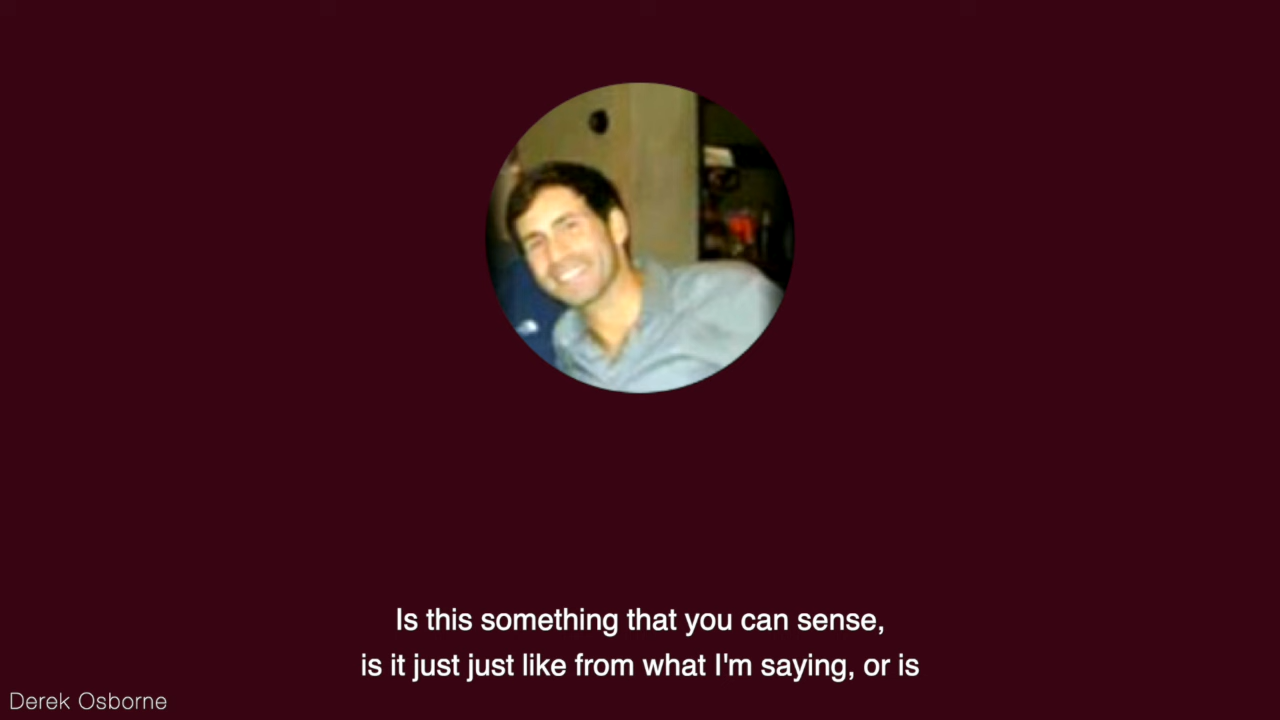 Is this something that you can sense,
is it just just like from what I'm saying, or is
Derek Osborne